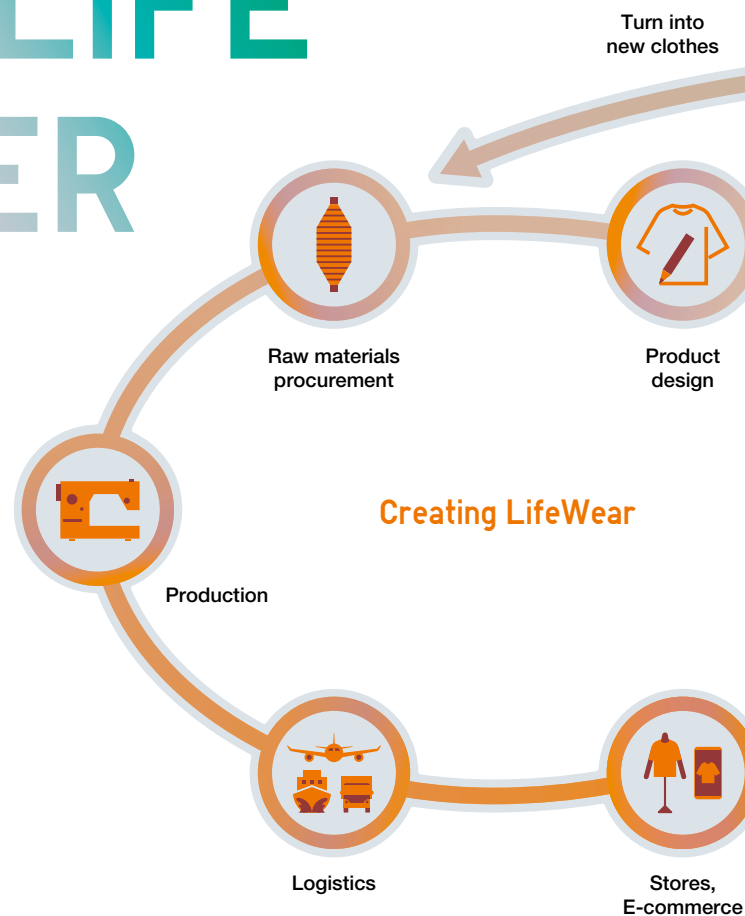 LIFE
ER
Turn into
new clothes
Raw materials
procurement
Product
design
Creating LifeWear
Production
Logistics
Stores,
E-commerce